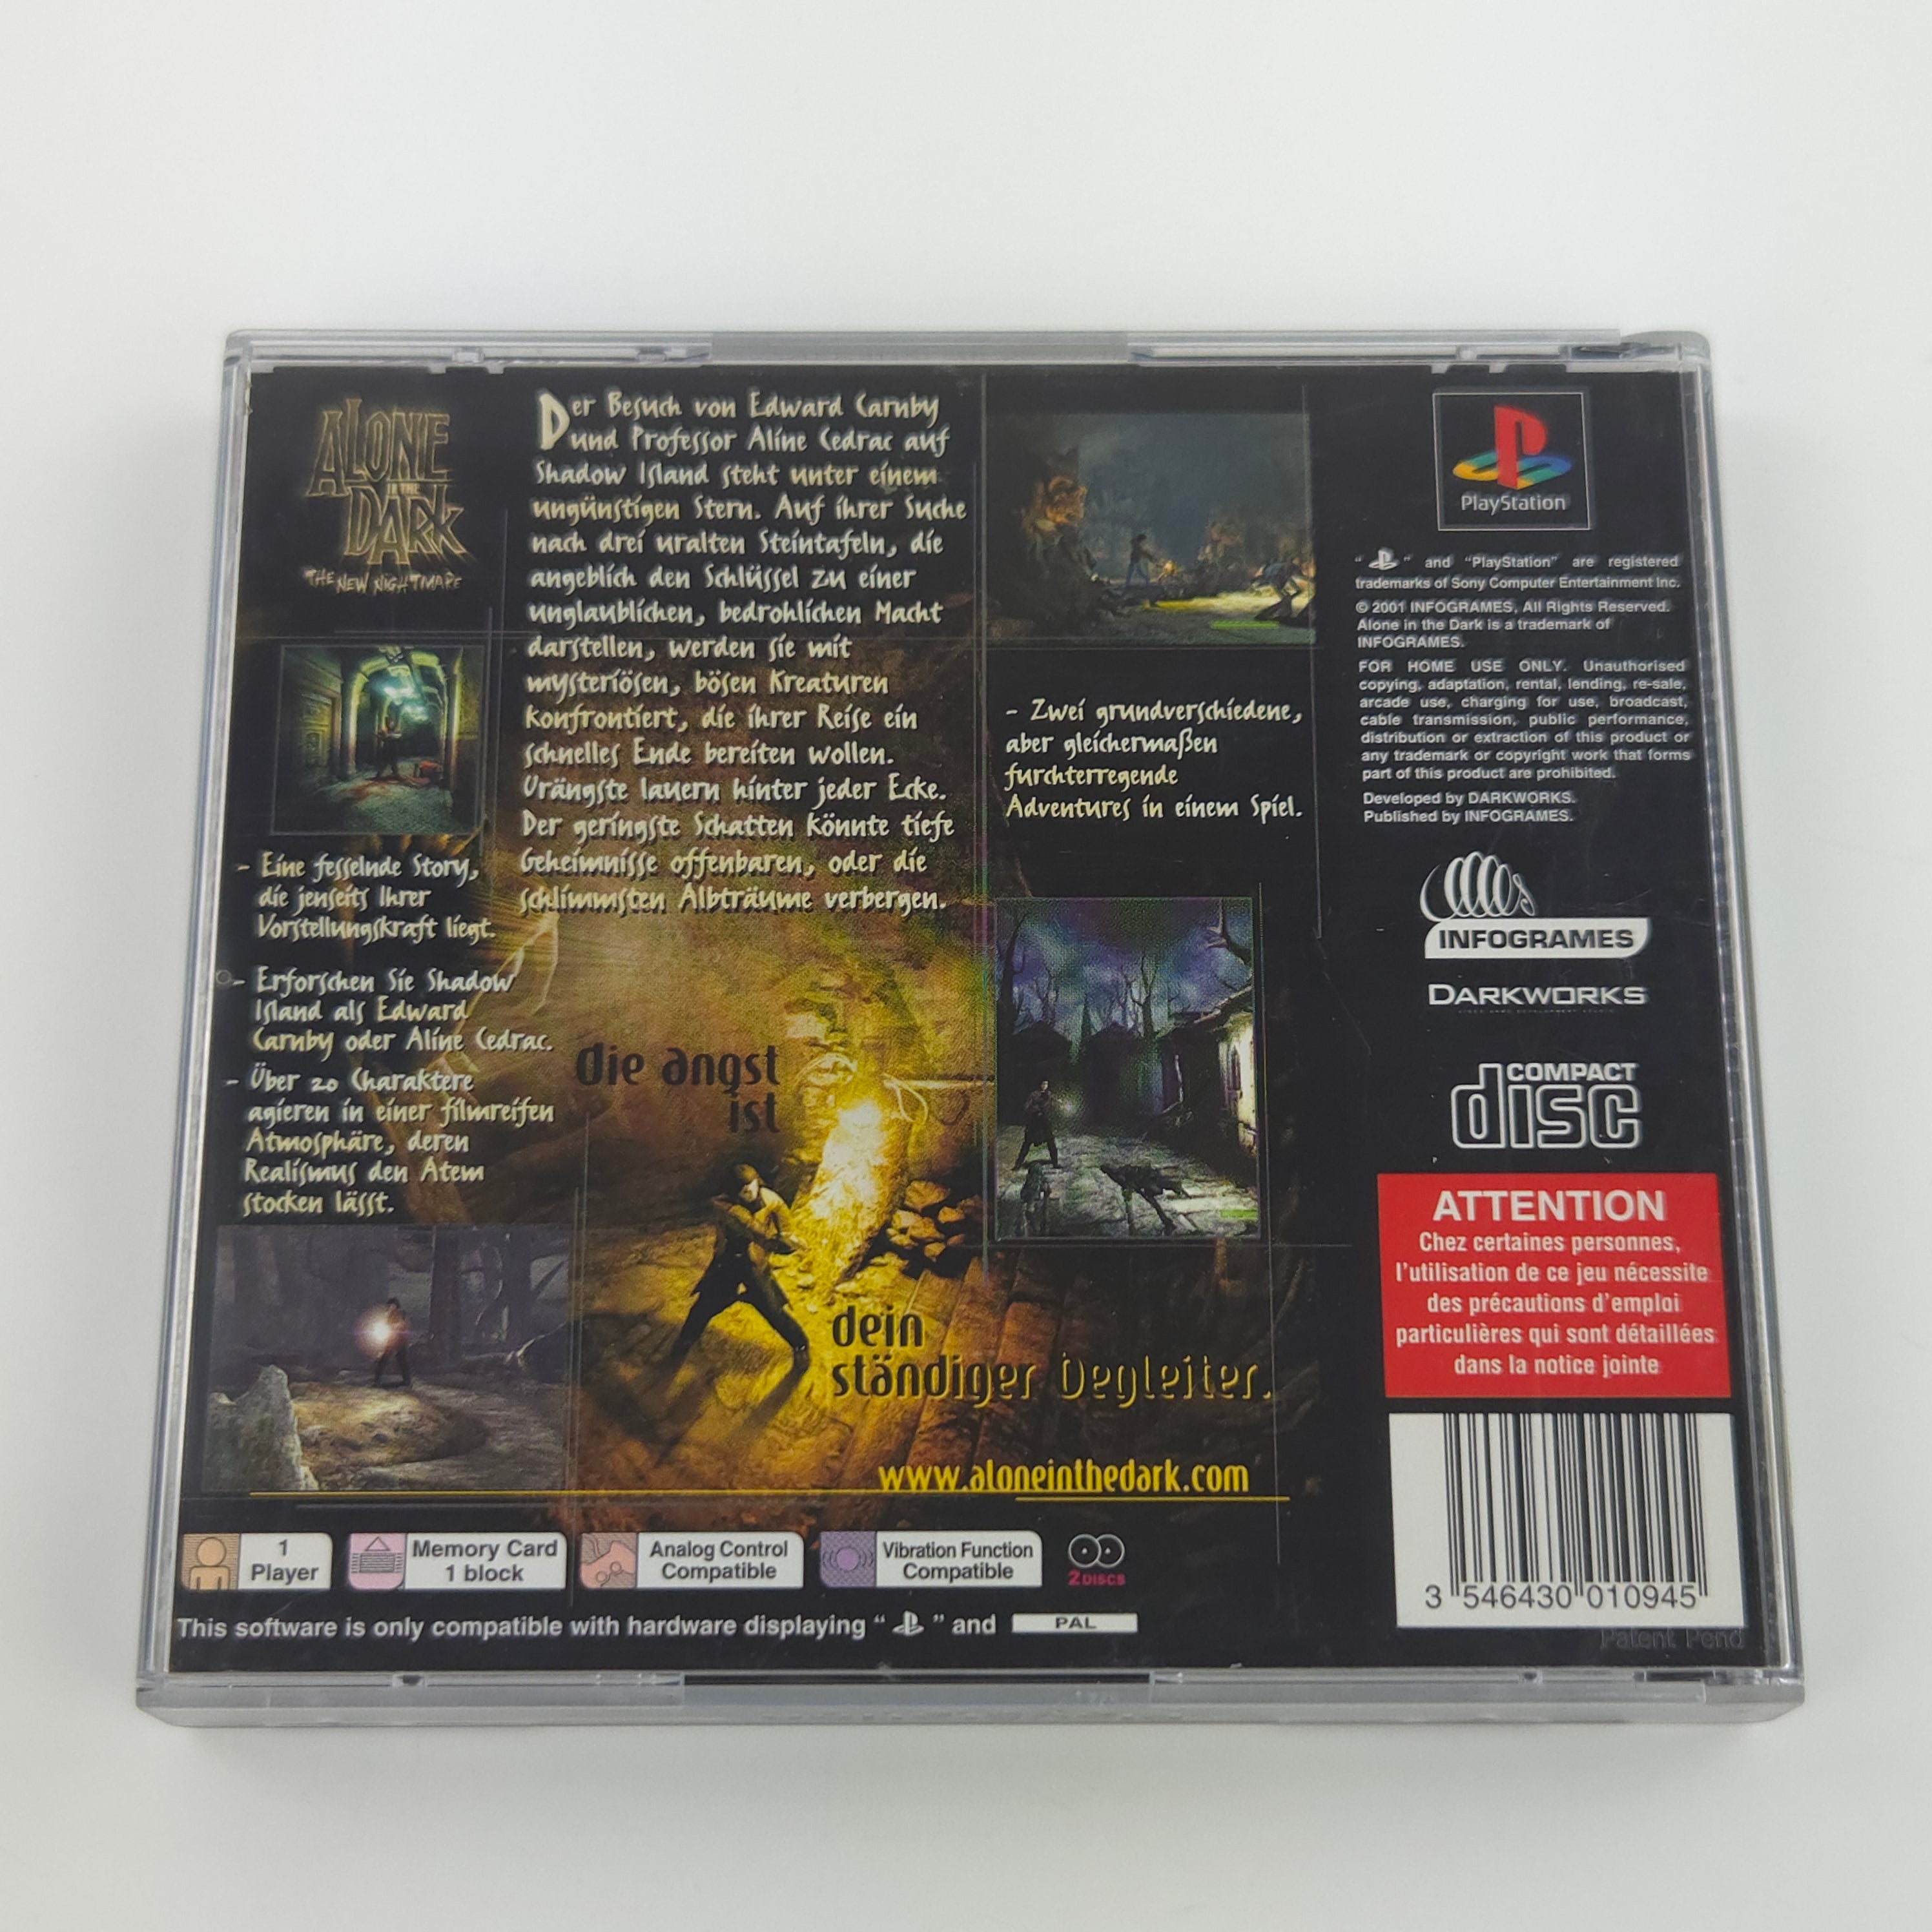 ALONE
IN THE
DARK
THE NEW NIGHTMARE
Der Besuch von Edward Carnby
und Professor Aline Cedrac auf
Shadow Island steht unter einem
ungünstigen Stern. Auf ihrer Suche
nach drei uralten Steintafeln, die
angeblich den Schlüssel zu einer
unglaublichen, bedrohlichen Macht
darstellen, werden sie mit
mysteriösen, bösen Kreaturen
konfrontiert, die ihrer Reise ein
schnelles Ende bereiten wollen.
Urängste lauern hinter jeder Ecke.
Der geringste Schatten könnte tiefe
Geheimnisse offenbaren, oder die
schlimmsten Albträume verbergen.
- Eine fesselnde Story,
die jenseits Ihrer
Vorstellungskraft liegt.
- Erforschen Sie Shadow
Island als Edward
Carnby oder Aline Cedrac.
- Über 20 Charaktere
agieren in einer filmreifen
Atmosphäre, deren
Realismus den Atem
stocken lässt.
- Zwei grundverschiedene,
aber gleichermaßen
furchterregende
Adventures in einem Spiel.
die angst
ist
dein
ständiger begleiter.
www.aloneinthedark.com
PlayStation
" " and "PlayStation" are registered
trademarks of Sony Computer Entertainment Inc.
© 2001 INFOGRAMES, All Rights Reserved.
Alone in the Dark is a trademark of
INFOGRAMES.
FOR HOME USE ONLY. Unauthorised
copying, adaptation, rental, lending, re-sale,
arcade use, charging for use, broadcast,
cable transmission, public performance,
distribution or extraction of this product or
any trademark or copyright work that forms
part of this product are prohibited.
Developed by DARKWORKS.
Published by INFOGRAMES.
INFOGRAMES
DARKWORKS
COMPACT
disc
ATTENTION
Chez certaines personnes,
l'utilisation de ce jeu nécessite
des précautions d'emploi
particulières qui sont détaillées
dans la notice jointe
3 546430 010945
Patent Pend
1
Player
Memory Card
1 block
Analog Control
Compatible
Vibration Function
Compatible
2 DISCS
This software is only compatible with hardware displaying " " and PAL